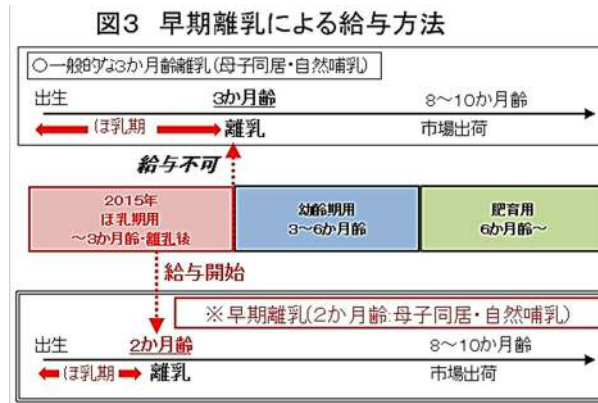 図3 早期離乳による給与方法
○一般的な3か月齢離乳(母子同居・自然哺乳)
出生 3か月齢 8～10か月齢
ほ乳期 離乳 市場出荷
給与不可
2015年
ほ乳期用
～3か月齢・離乳後
幼齢期用
3～6か月齢
肥育用
6か月齢～
給与開始
※早期離乳(2か月齢:母子同居・自然哺乳)
出生 2か月齢 8～10か月齢
ほ乳期 離乳 市場出荷